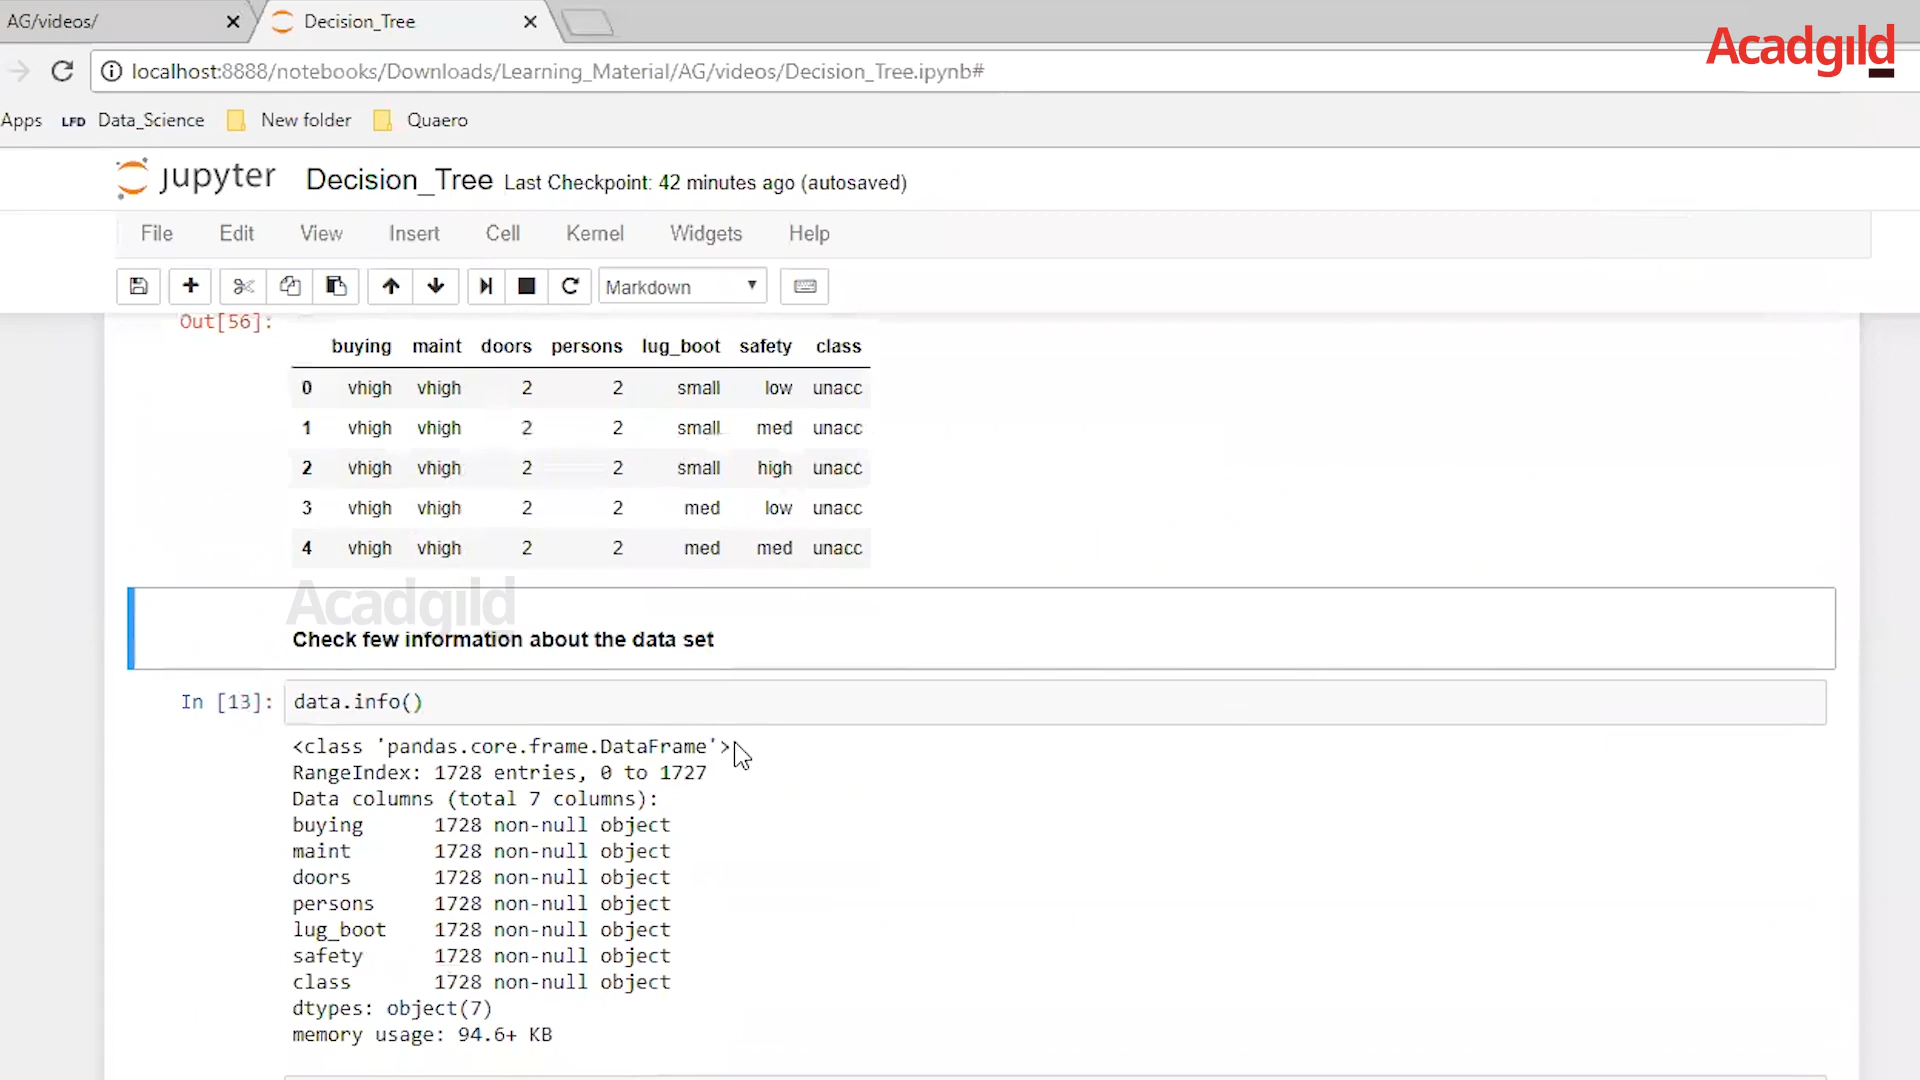 AG/videos/ Decision_Tree
Acadgild
localhost:8888/notebooks/Downloads/Learning_Material/AG/videos/Decision_Tree.ipynb#
Apps LFD Data_Science New folder Quaero
jupyter Decision_Tree Last Checkpoint: 42 minutes ago (autosaved)
File Edit View Insert Cell Kernel Widgets Help
Markdown
Out[56]:
buying maint doors persons lug_boot safety class
0 vhigh vhigh 2 2 small low unacc
1 vhigh vhigh 2 2 small med unacc
2 vhigh vhigh 2 2 small high unacc
3 vhigh vhigh 2 2 med low unacc
4 vhigh vhigh 2 2 med med unacc
Acadgild
Check few information about the data set
In [13]: data.info()
<class 'pandas.core.frame.DataFrame'>
RangeIndex: 1728 entries, 0 to 1727
Data columns (total 7 columns):
buying 1728 non-null object
maint 1728 non-null object
doors 1728 non-null object
persons 1728 non-null object
lug_boot 1728 non-null object
safety 1728 non-null object
class 1728 non-null object
dtypes: object(7)
memory usage: 94.6+ KB